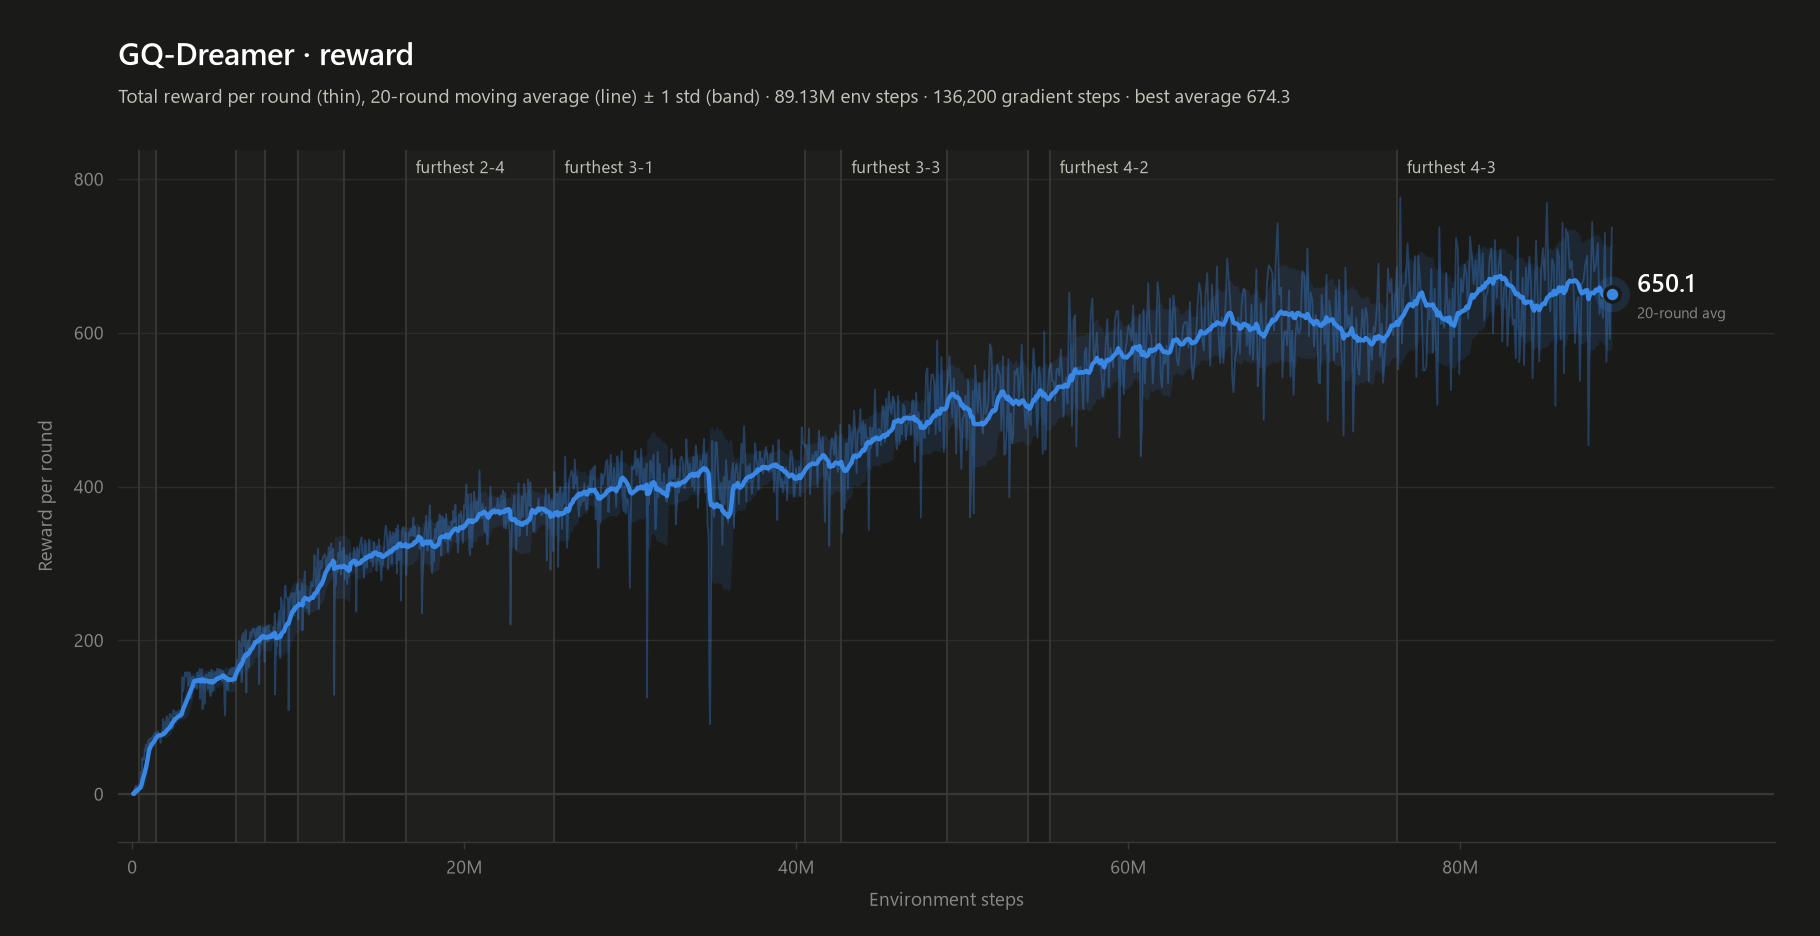 GQ-Dreamer · reward
Total reward per round (thin), 20-round moving average (line) ± 1 std (band) · 89.13M env steps · 136,200 gradient steps · best average 674.3
furthest 2-4
furthest 3-1
furthest 3-3
furthest 4-2
furthest 4-3
800
600
400
200
0
650.1
20-round avg
Reward per round
0
20M
40M
60M
80M
Environment steps